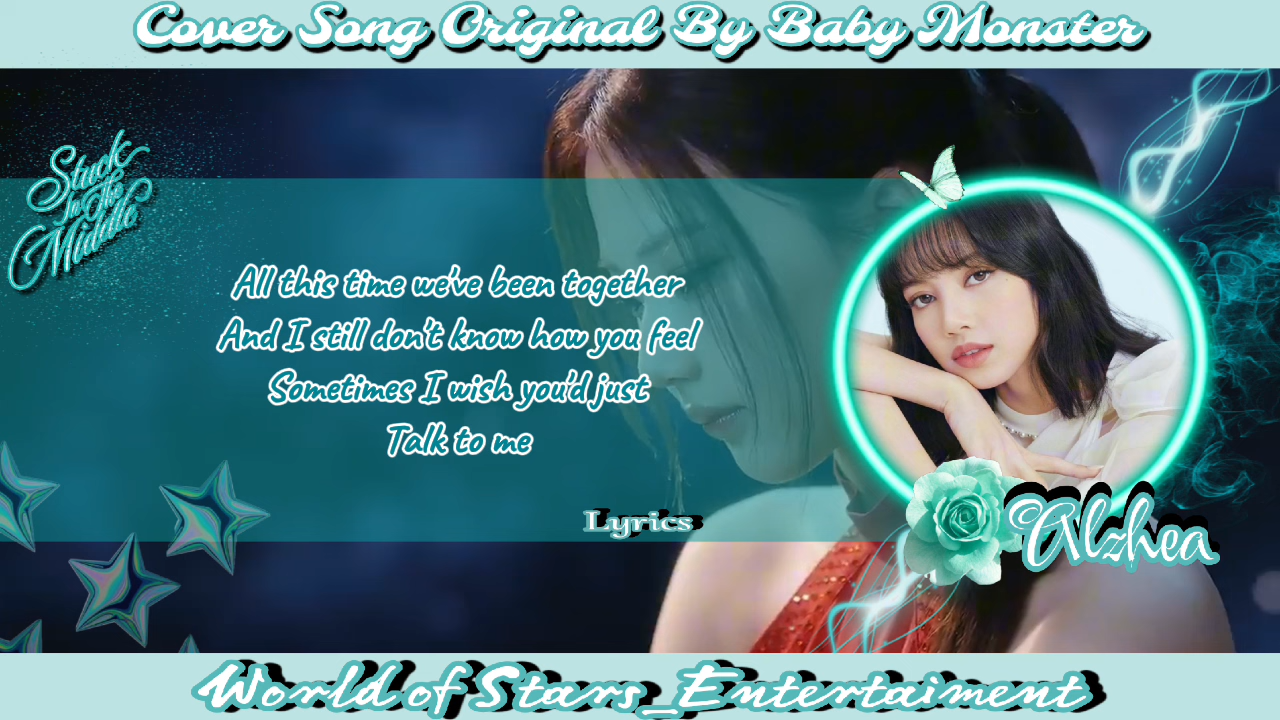 Cover Song Original By Baby Monster
Stuck
In The
Middle
All this time we've been together
And I still don't know how you feel
Sometimes I wish you'd just
Talk to me
Lyrics
Alzhea
World of Stars_Entertaiment